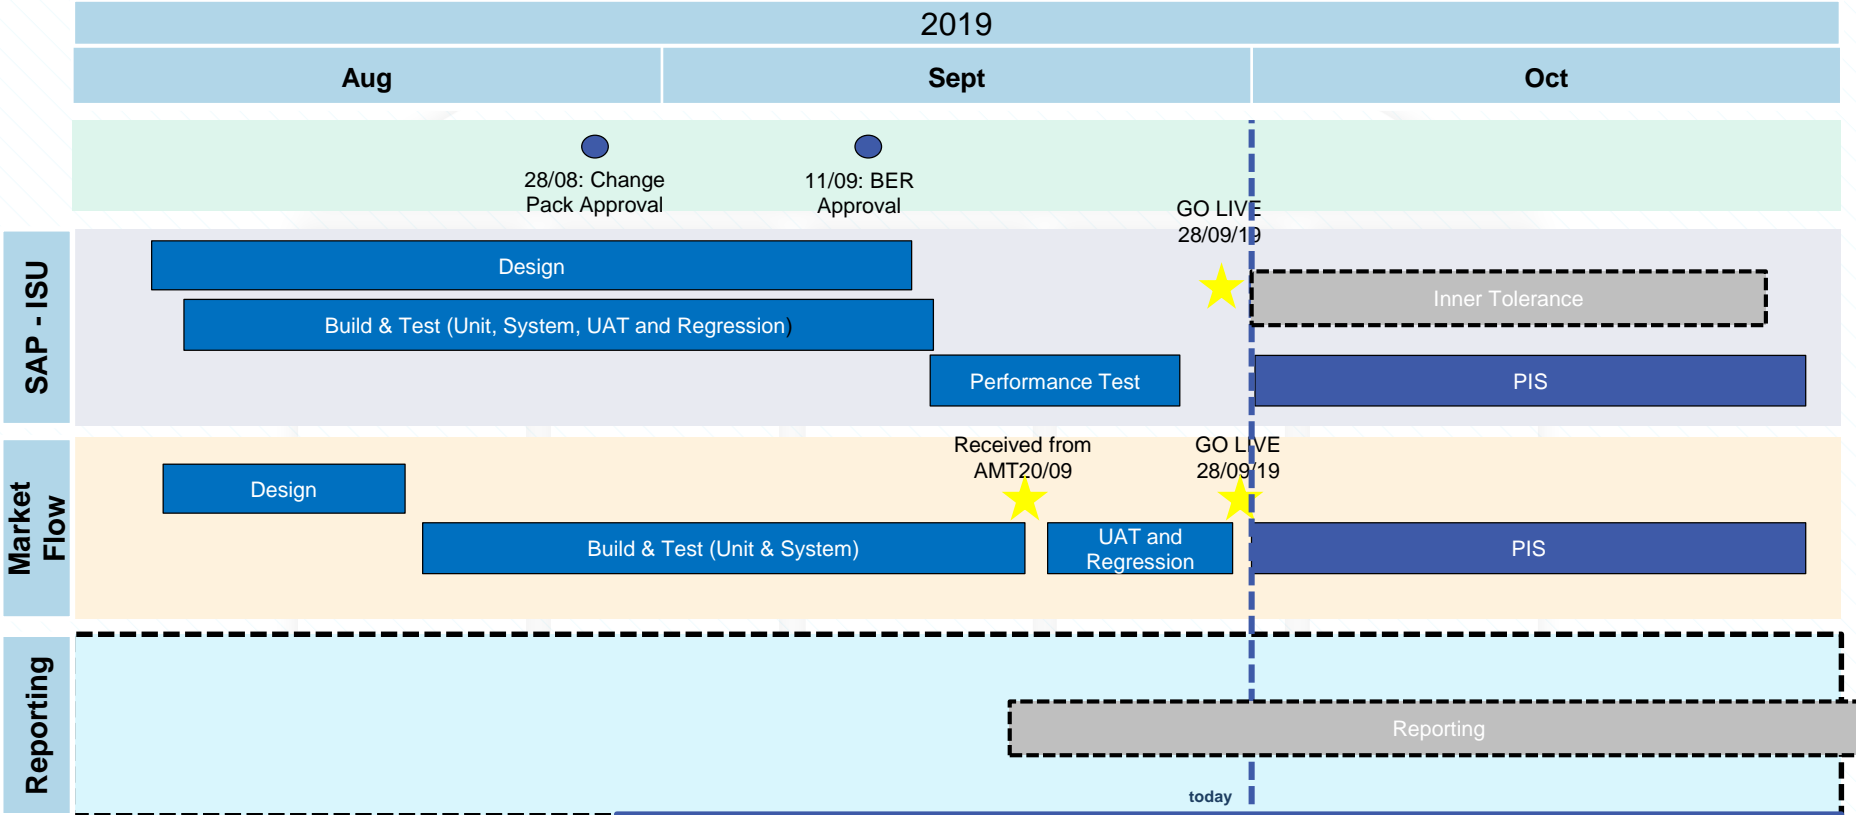 2019
Aug
Sept
Oct
28/08: Change
Pack Approval
11/09: BER
Approval
GO LIVE
28/09/19
SAP - ISU
Design
Inner Tolerance
Build & Test (Unit, System, UAT and Regression)
Performance Test
PIS
Market
Flow
Received from
AMT20/09
GO LIVE
28/09/19
Design
Build & Test (Unit & System)
UAT and
Regression
PIS
Reporting
Reporting
today